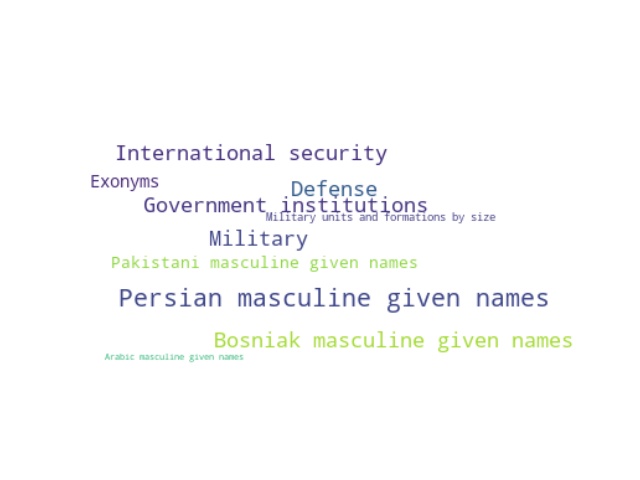 International security
Exonyms
Defense
Government institutions
Military units and formations by size
Military
Pakistani masculine given names
Persian masculine given names
Bosniak masculine given names
Arabic masculine given names